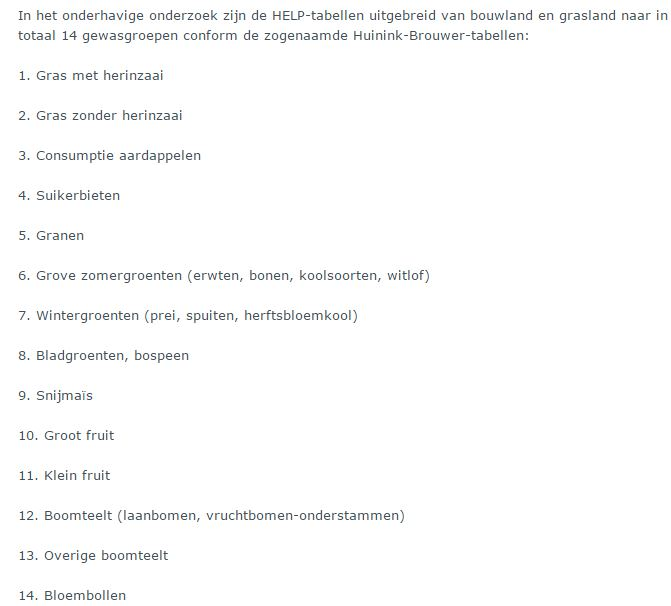 In het onderhavige onderzoek zijn de HELP-tabellen uitgebreid van bouwland en grasland naar in
totaal 14 gewasgroepen conform de zogenaamde Huinink-Brouwer-tabellen:
1. Gras met herinzaai
2. Gras zonder herinzaai
3. Consumptie aardappelen
4. Suikerbieten
5. Granen
6. Grove zomergroenten (erwten, bonen, koolsoorten, witlof)
7. Wintergroenten (prei, spuiten, herftsbloemkool)
8. Bladgroenten, bospeen
9. Snijmaïs
10. Groot fruit
11. Klein fruit
12. Boomteelt (laanbomen, vruchtbomen-onderstammen)
13. Overige boomteelt
14. Bloembollen